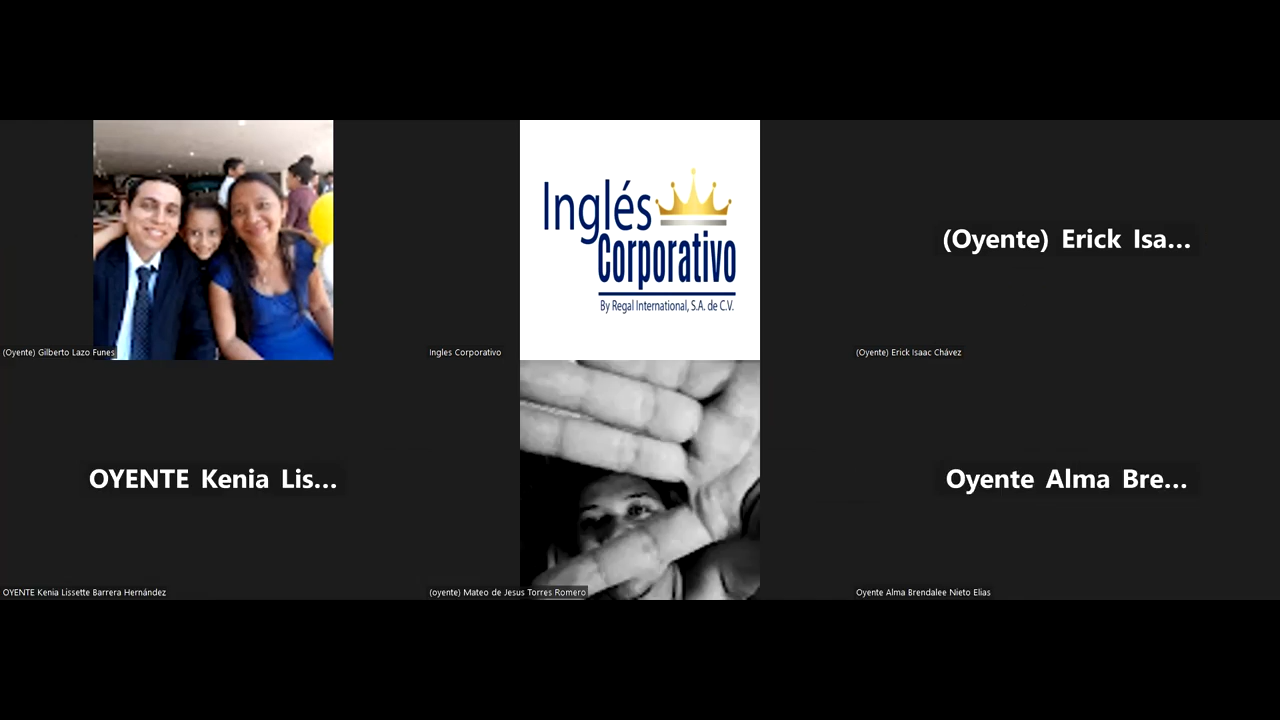 Inglés
Corporativo
By Regal International, S.A. de C.V.
(Oyente) Erick Isa...
(Oyente) Gilberto Lazo Funes
Ingles Corporativo
(Oyente) Erick Isaac Chávez
OYENTE Kenia Lis...
Oyente Alma Bre...
OYENTE Kenia Lissette Barrera Hernández
(oyente) Mateo de Jesus Torres Romero
Oyente Alma Brendalee Nieto Elias